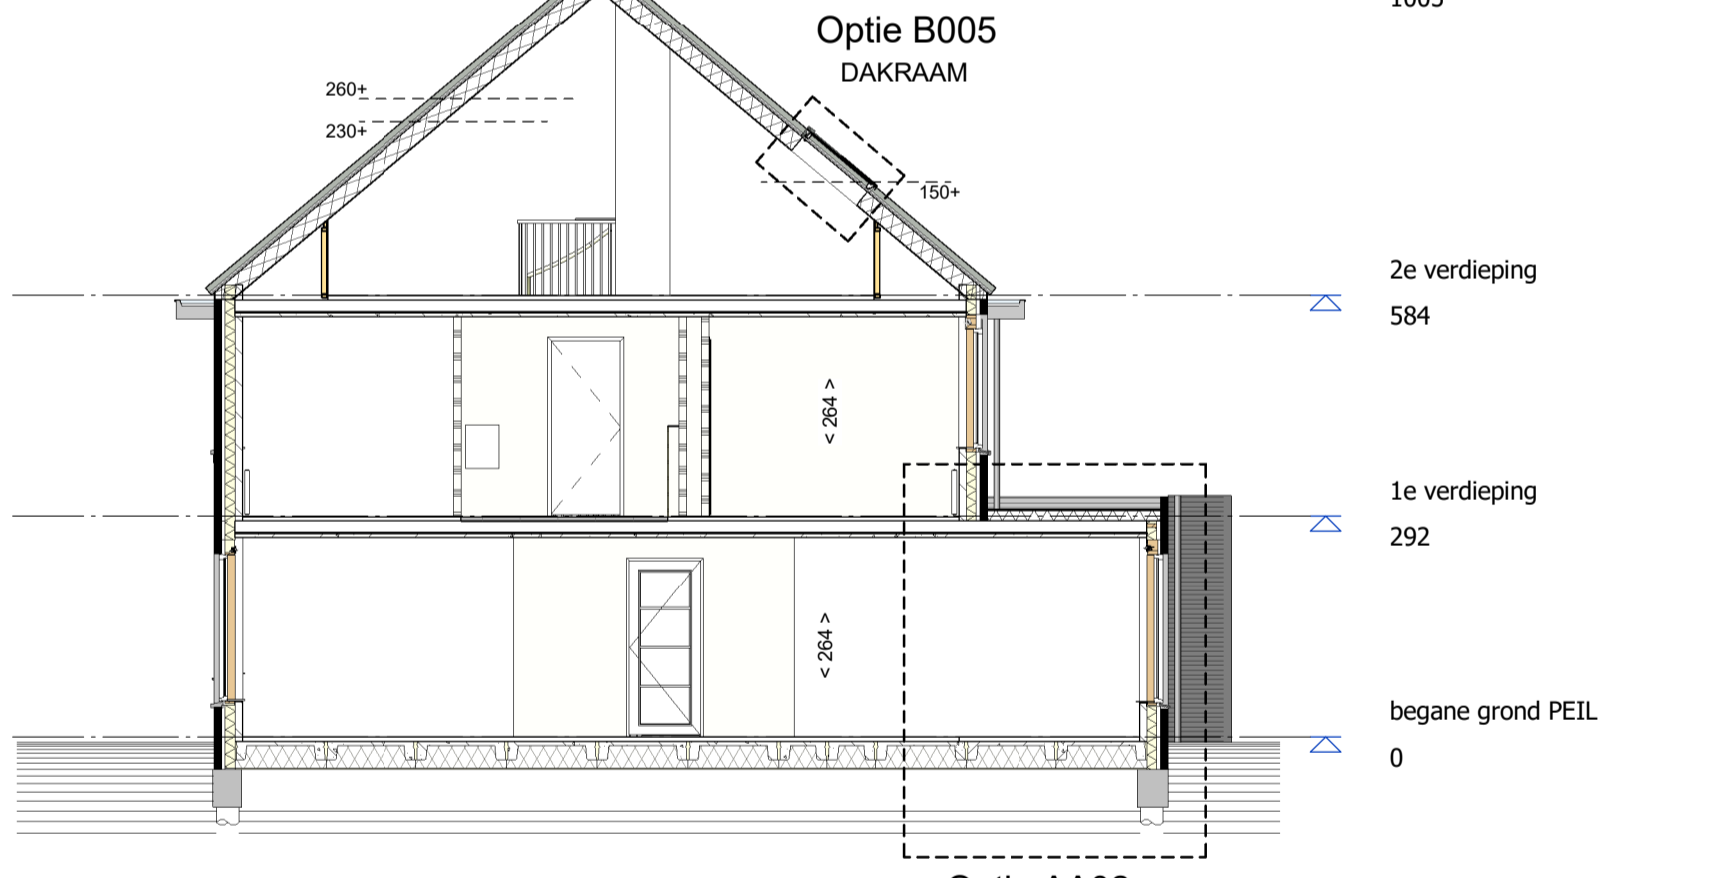 Optie B005
DAKRAAM
260+
230+
150+
2e verdieping
584
< 264 >
1e verdieping
292
< 264 >
begane grond PEIL
0